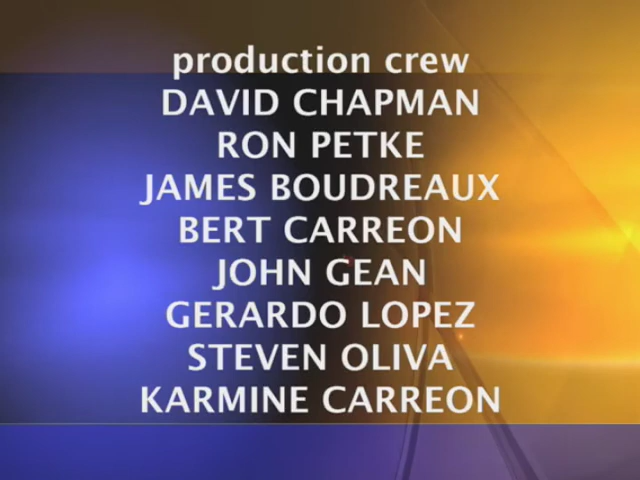 production crew
DAVID CHAPMAN
RON PETKE
JAMES BOUDREAUX
BERT CARREON
JOHN GEAN
GERARDO LOPEZ
STEVEN OLIVA
KARMINE CARREON